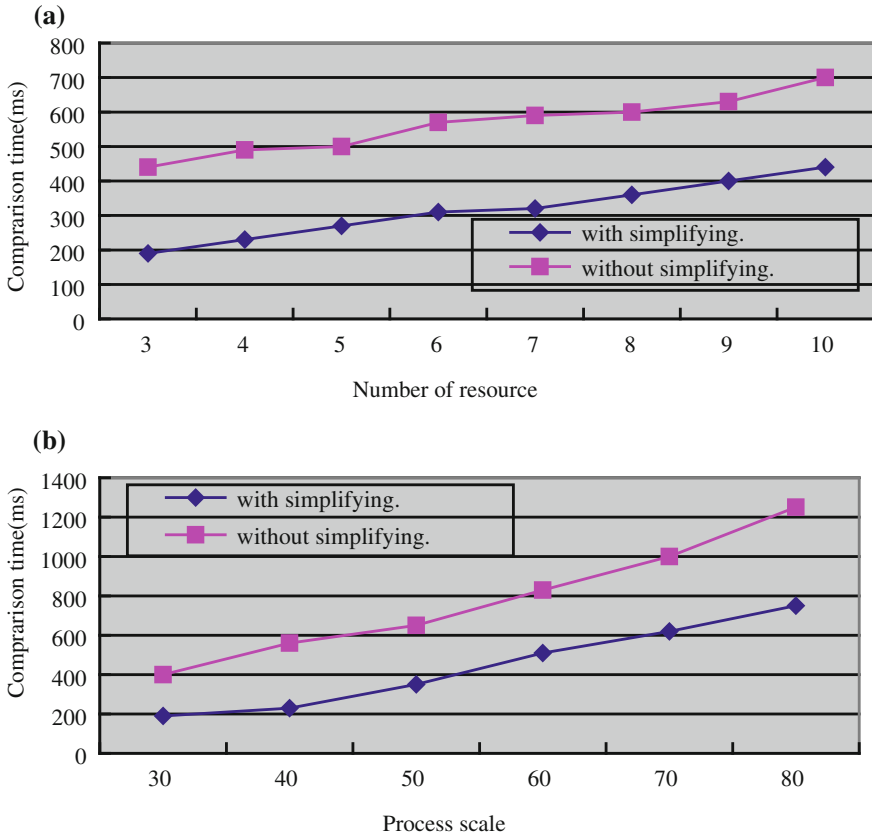 (a)
Comprarison time(ms)
800
700
600
500
400
300
200
100
0
with simplifying.
without simplifying.
3 4 5 6 7 8 9 10
Number of resource
(b)
Comprarison time(ms)
1400
1200
1000
800
600
400
200
0
with simplifying.
without simplifying.
30 40 50 60 70 80
Process scale